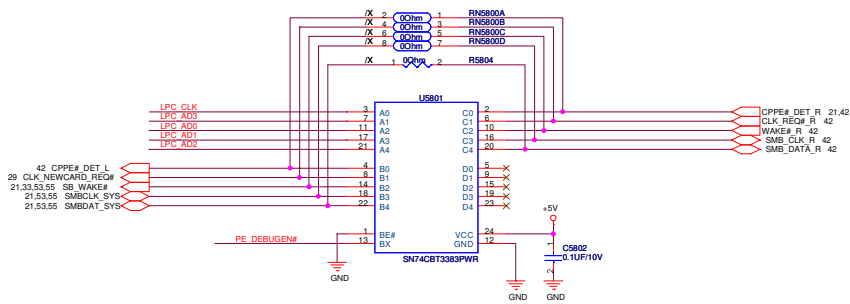 /X 2 0Ohm 1 RN5800A
/X 4 0Ohm 3 RN5800B
/X 6 0Ohm 5 RN5800C
/X 8 0Ohm 7 RN5800D
/X 1 0Ohm 2 R5804
U5801
LPC_CLK 3 A0 C0 2 CPPE#_DET_R 21,42
LPC_AD3 7 A1 C1 6 CLK_REQ#_R 42
LPC_AD0 11 A2 C2 10 WAKE#_R 42
LPC_AD1 17 A3 C3 16 SMB_CLK_R 42
LPC_AD2 21 A4 C4 20 SMB_DATA_R 42
42 CPPE#_DET_L 4 B0 D0 5
29 CLK_NEWCARD_REQ# 8 B1 D1 9
21,33,53,55 SB_WAKE# 14 B2 D2 15
21,53,55 SMBCLK_SYS 18 B3 D3 19
21,53,55 SMBDAT_SYS 22 B4 D4 23
+5V
1 BE# VCC 24
PE_DEBUGEN# 13 BX GND 12
SN74CBT3383PWR
1 C5802
0.1UF/10V
2
GND
GND
GND